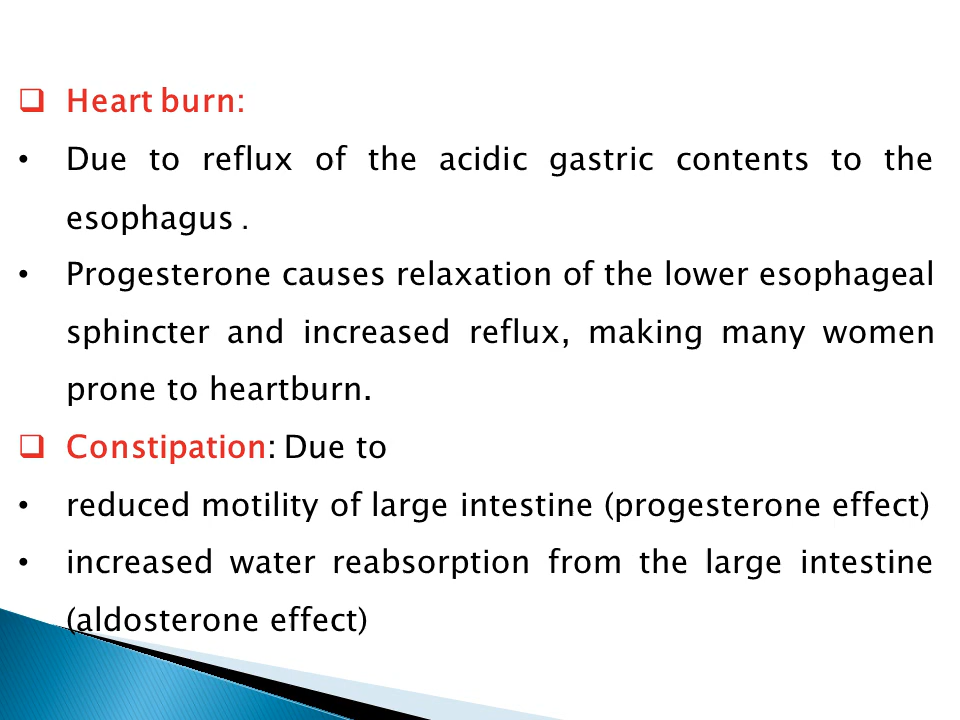 ❑ Heart burn:
• Due to reflux of the acidic gastric contents to the
esophagus .
• Progesterone causes relaxation of the lower esophageal
sphincter and increased reflux, making many women
prone to heartburn.
❑ Constipation: Due to
• reduced motility of large intestine (progesterone effect)
• increased water reabsorption from the large intestine
(aldosterone effect)